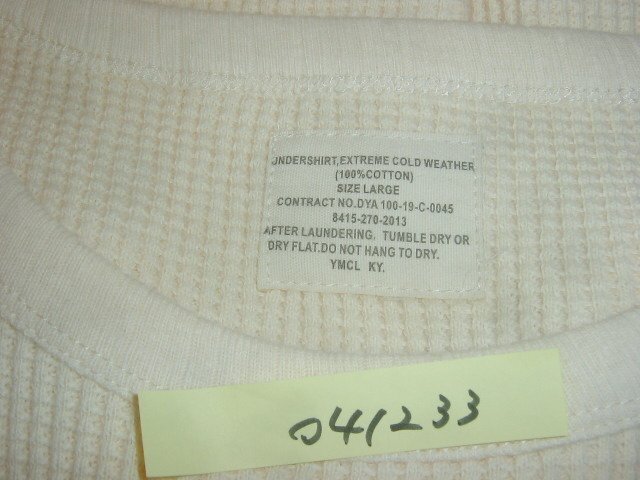 UNDERSHIRT,EXTREME COLD WEATHER
(100%COTTON)
SIZE LARGE
CONTRACT NO.DYA 100-19-C-0045
8415-270-2013
AFTER LAUNDERING. TUMBLE DRY OR
DRY FLAT.DO NOT HANG TO DRY.
YMCL KY.
041233